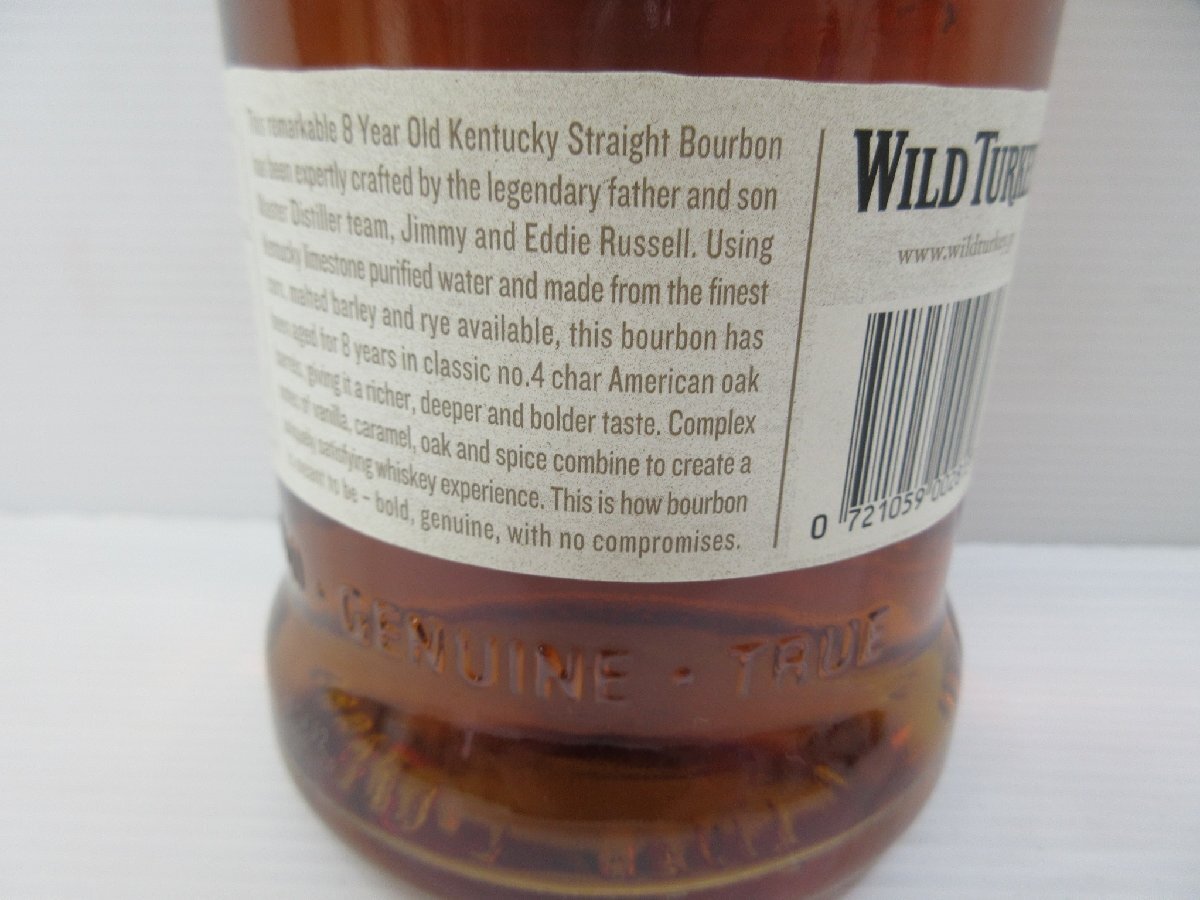 This remarkable 8 Year Old Kentucky Straight Bourbon
has been expertly crafted by the legendary father and son
Master Distiller team, Jimmy and Eddie Russell. Using
Kentucky limestone purified water and made from the finest
corn, malted barley and rye available, this bourbon has
been aged for 8 years in classic no.4 char American oak
barrels, giving it a richer, deeper and bolder taste. Complex
notes of vanilla, caramel, oak and spice combine to create a
satisfying whiskey experience. This is how bourbon
meant to be – bold, genuine, with no compromises.
WILD TURKE
www.wildturkey
0 721059 002
GENUINE · TRUE